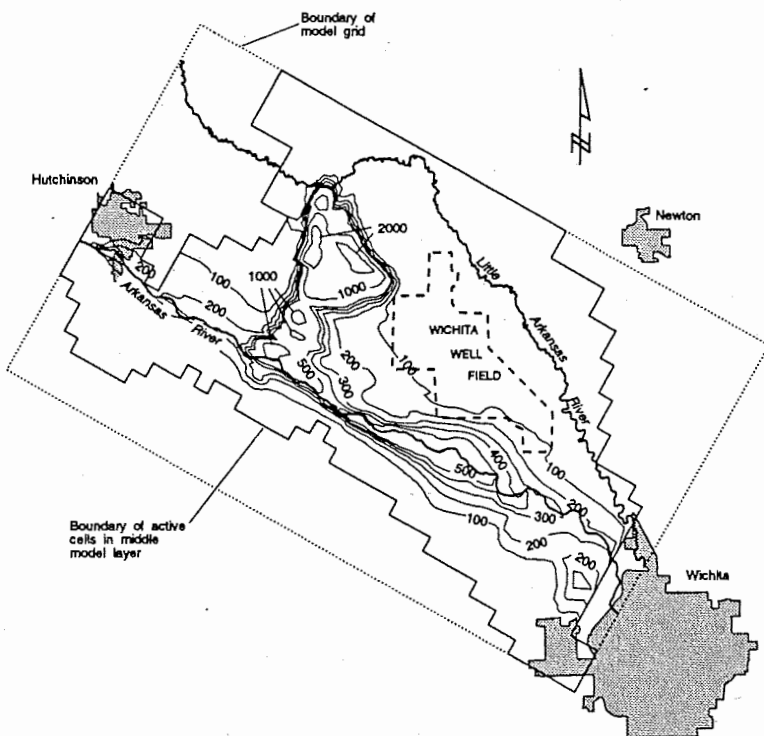 Boundary of
model grid
N
Hutchinson
Newton
2000
Little
200
100
1000
1000
Arkansas
200
Arkansas
WICHITA
River
200
100
WELL
500
300
FIELD
River
400
100
500
200
100
300
Boundary of active
cells in middle
model layer
200
200
Wichita